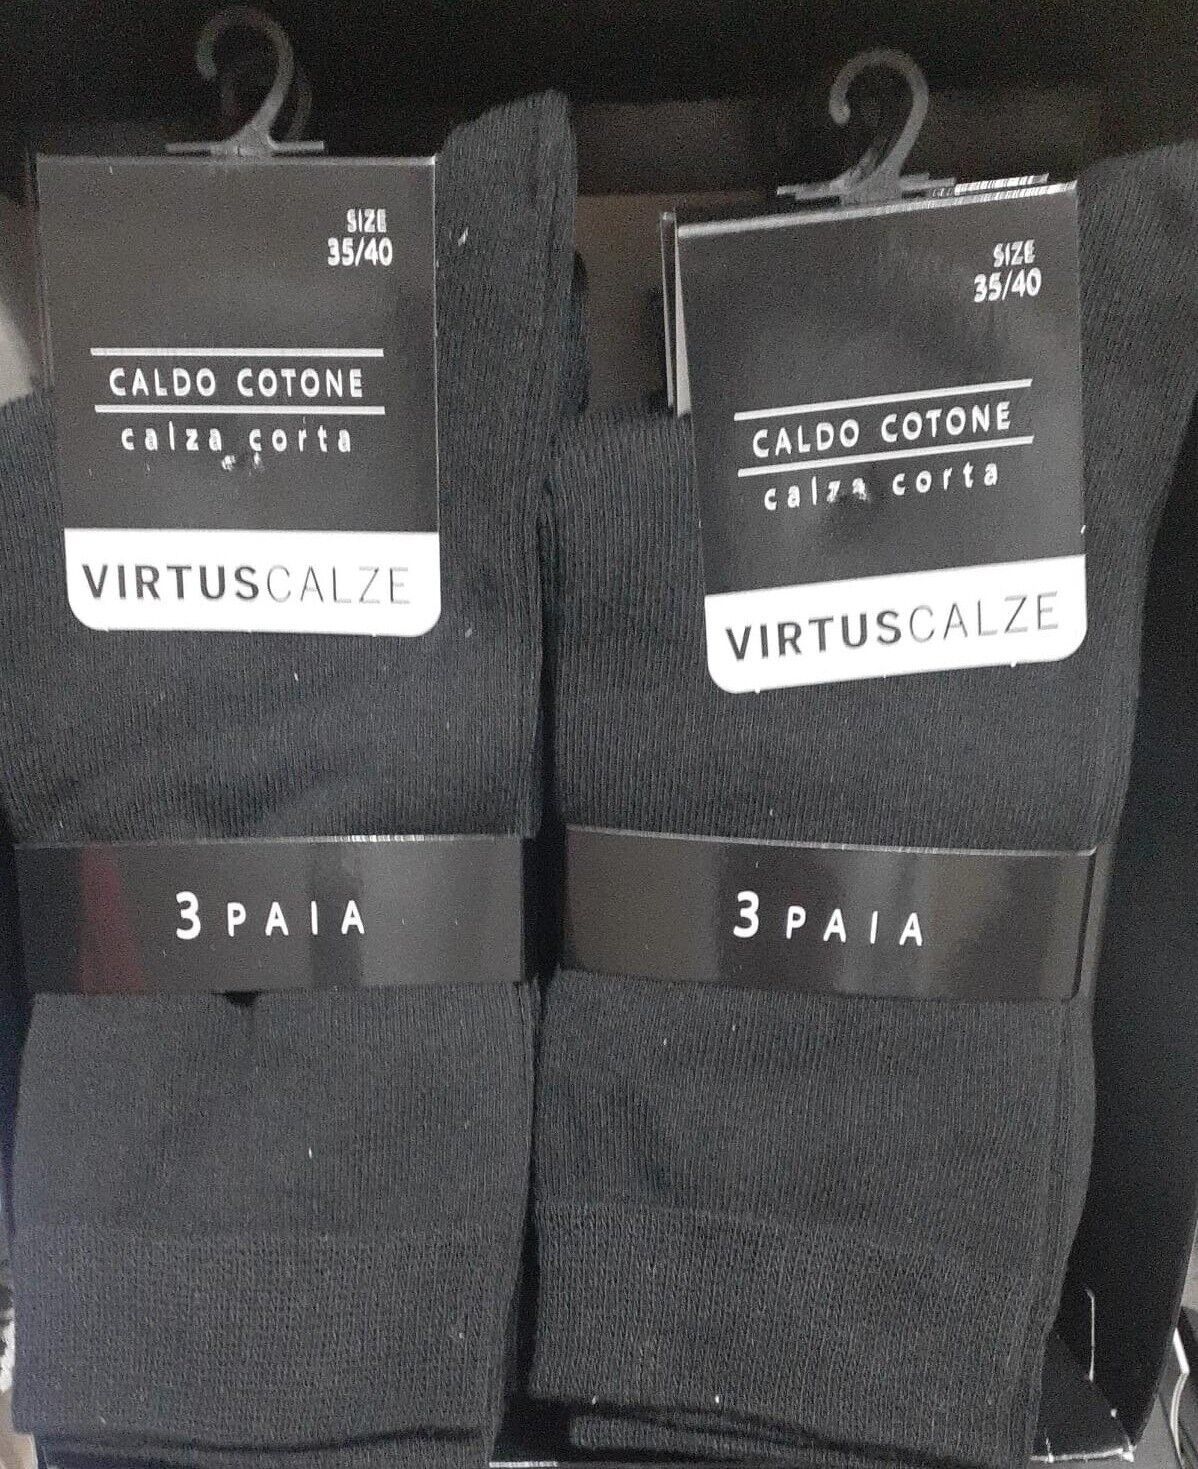 SIZE
35/40
CALDO COTONE
calza corta
VIRTUSCALZE
3 PAIA
SIZE
35/40
CALDO COTONE
calza corta
VIRTUSCALZE
3 PAIA